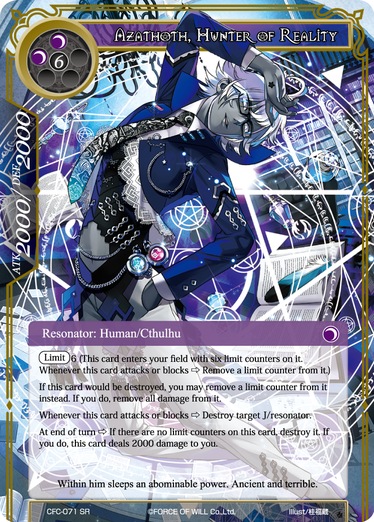 Azathoth, Hunter of Reality
6
ATK 2000/DEF 2000
Resonator: Human/Cthulhu
Limit 6 (This card enters your field with six limit counters on it.
Whenever this card attacks or blocks ⇨ Remove a limit counter from it.)
If this card would be destroyed, you may remove a limit counter from it
instead. If you do, remove all damage from it.
Whenever this card attacks or blocks ⇨ Destroy target J/resonator.
At end of turn ⇨ If there are no limit counters on this card, destroy it. If
you do, this card deals 2000 damage to you.
Within him sleeps an abominable power. Ancient and terrible.
CFC-071 SR ©FORCE OF WILL Co.,Ltd. Illust/桂福蔵